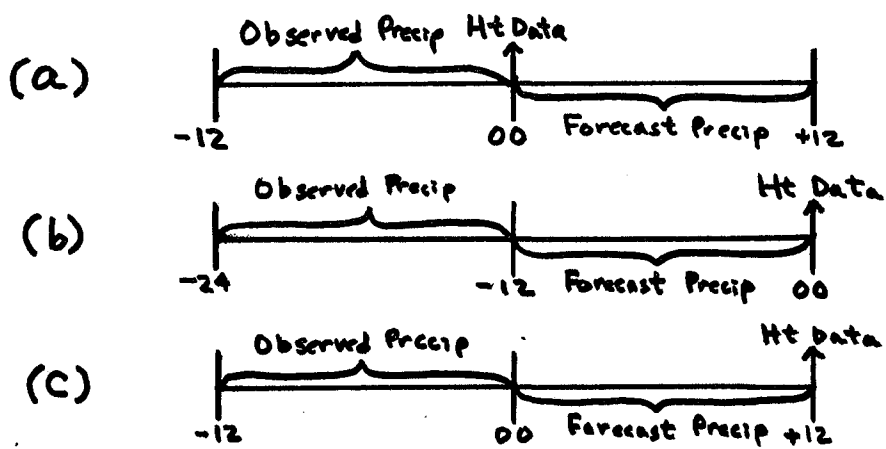 Observed Precip Ht Data
(a)
-12 00 Forecast Precip +12
Observed Precip Ht Data
(b)
-24 -12 Forecast Precip 00
Observed Precip Ht Data
(c)
-12 00 Forecast Precip +12